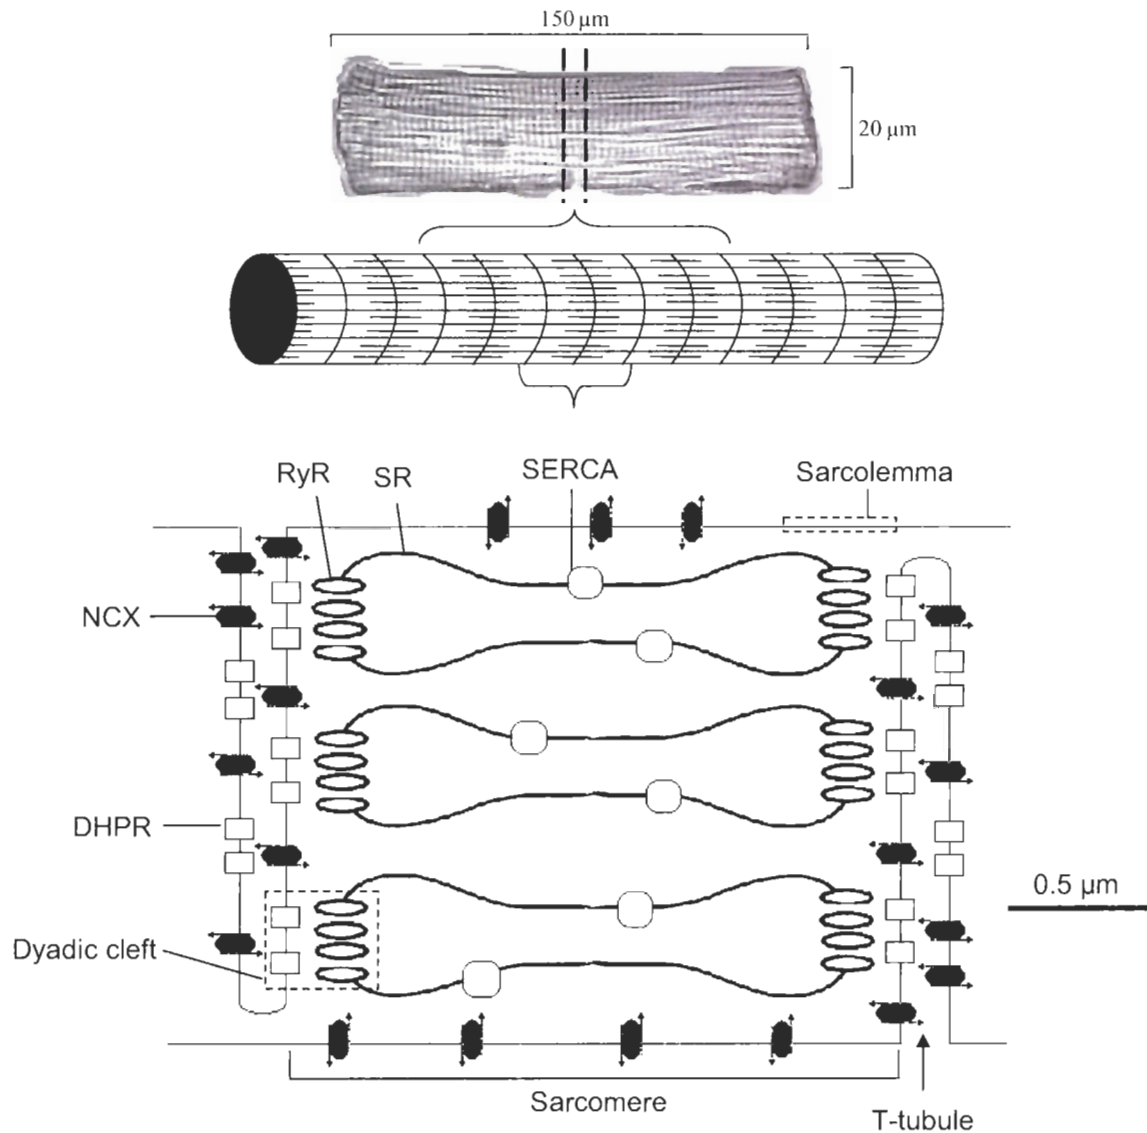 150 µm
20 µm
RyR
SR
SERCA
Sarcolemma
NCX
DHPR
0.5 µm
Dyadic cleft
Sarcomere
T-tubule